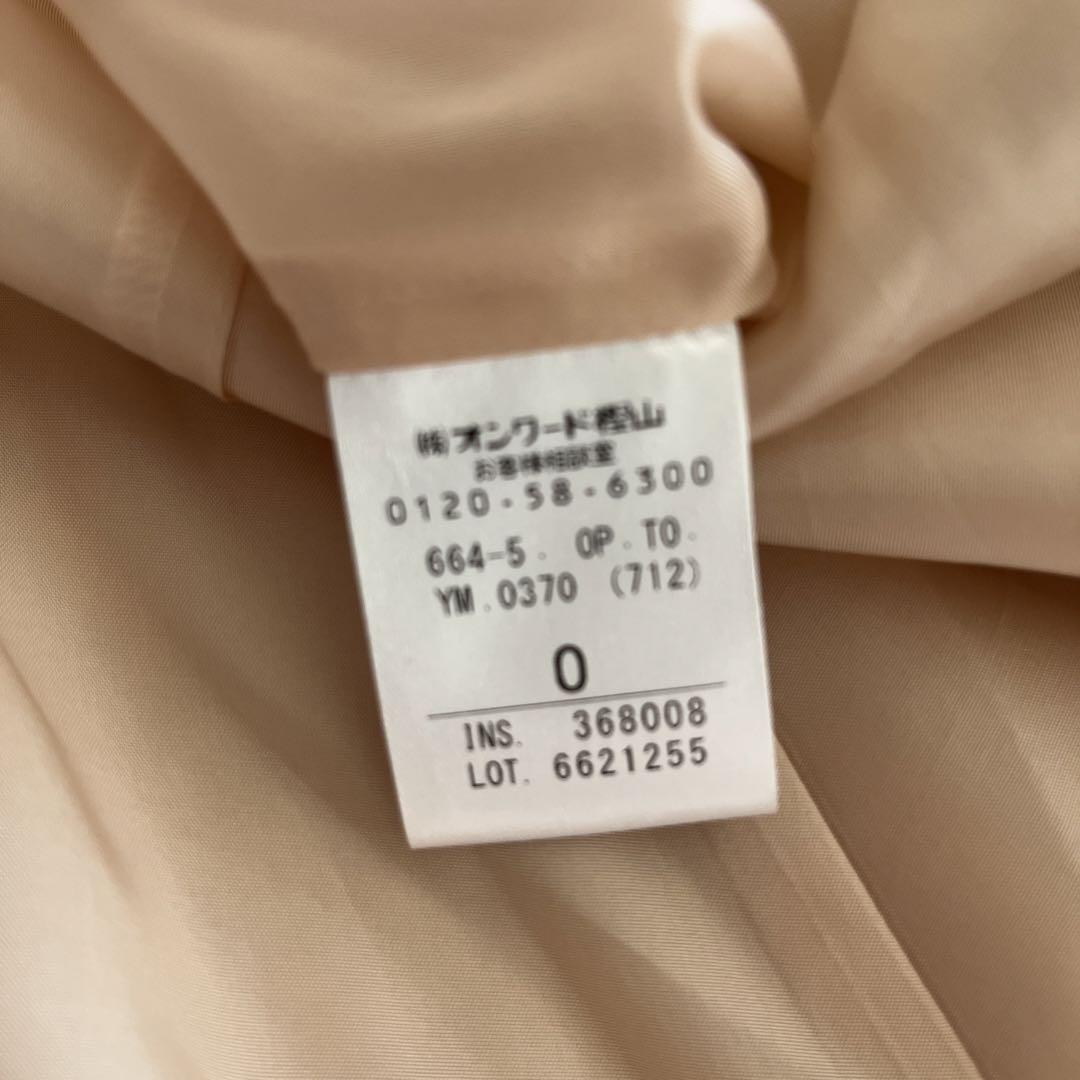 ㈱オンワード樫山
お客様相談室
0120-58-6300
664-5. OP.TO.
YM.0370 (712)
0
INS. 368008
LOT. 6621255